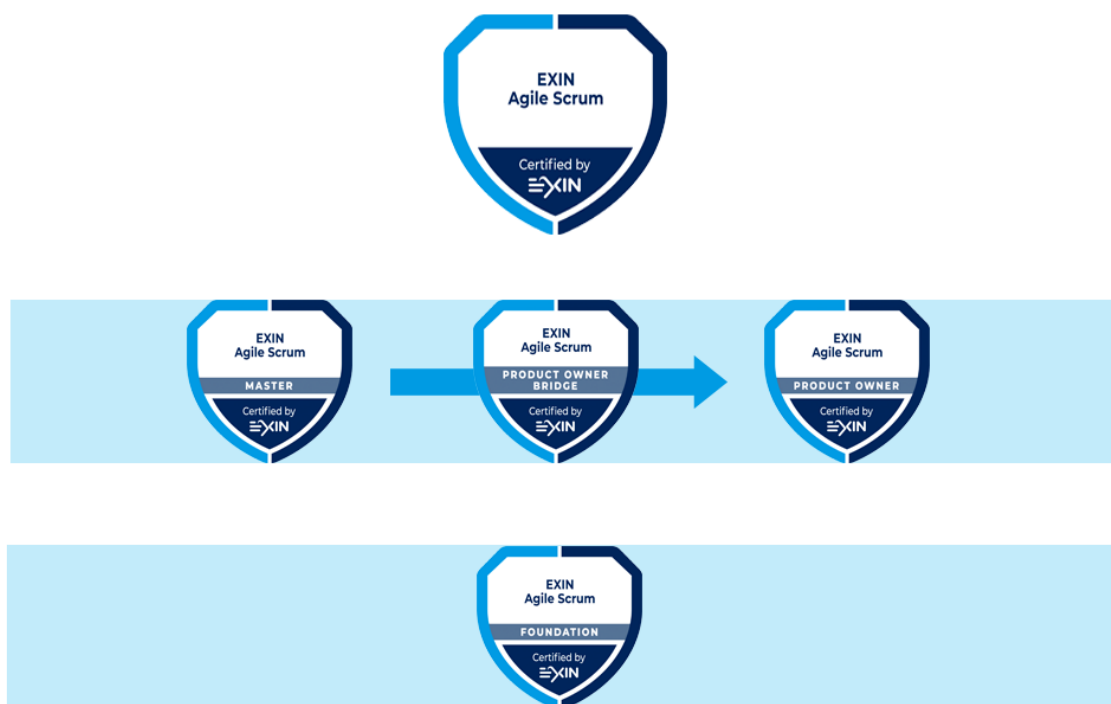 EXIN
Agile Scrum
Certified by
EXIN
EXIN
Agile Scrum
MASTER
Certified by
EXIN
EXIN
Agile Scrum
PRODUCT OWNER
BRIDGE
Certified by
EXIN
EXIN
Agile Scrum
PRODUCT OWNER
Certified by
EXIN
EXIN
Agile Scrum
FOUNDATION
Certified by
EXIN